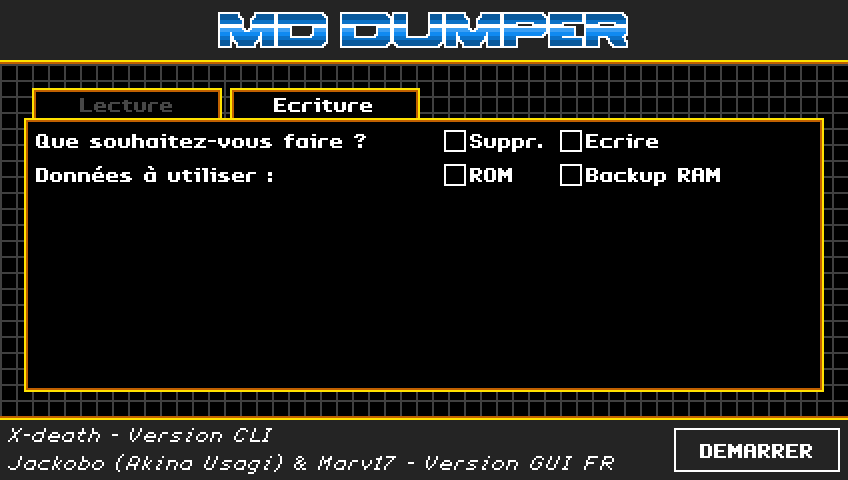 MD DUMPER
Lecture
Ecriture
Que souhaitez-vous faire ?
Suppr.
Ecrire
Données à utiliser :
ROM
Backup RAM
X-death - Version CLI
Jackobo (Akina Usagi) & Marv17 - Version GUI FR
DEMARRER